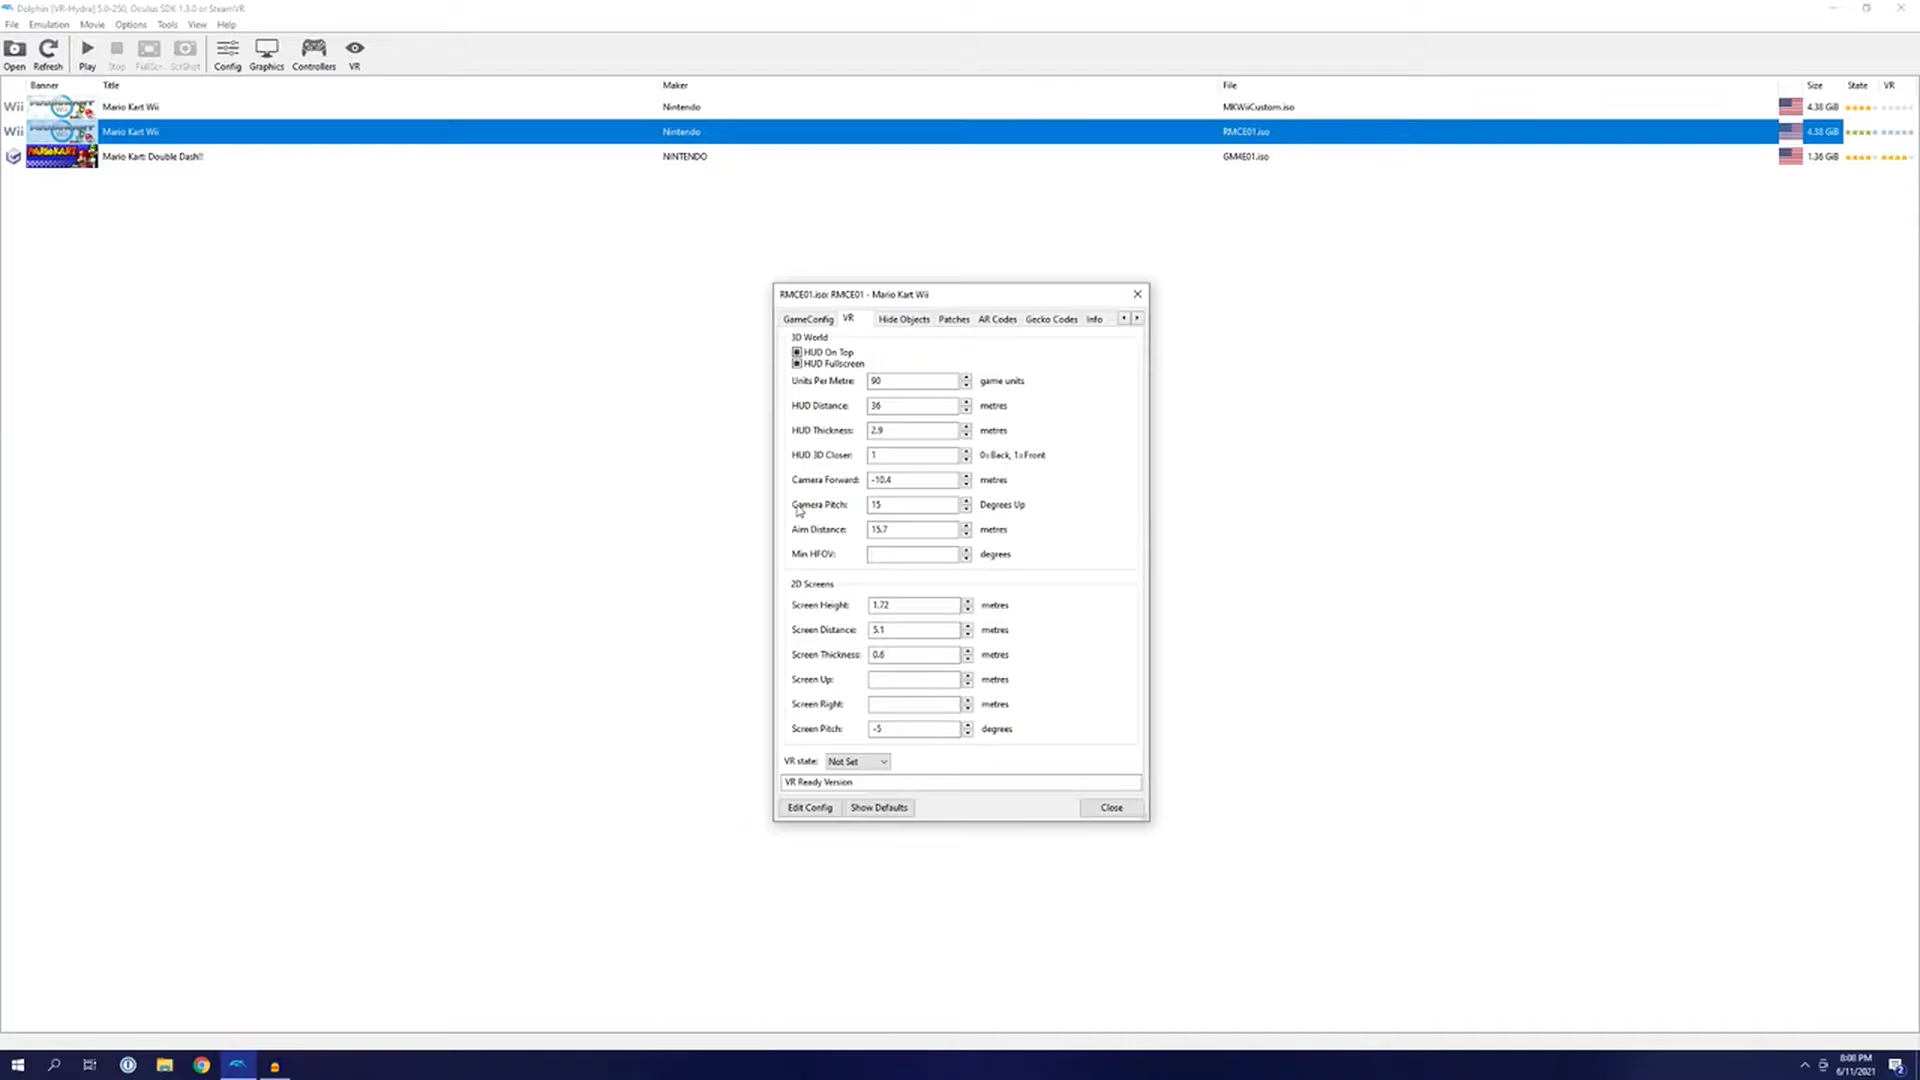 Dolphin [VR-Hydra] 5.0-250, Oculus SDK 1.3.0 or SteamVR
File Emulation Movie Options Tools View Help
Open Refresh Play Stop FullScr ScrShot Config Graphics Controllers VR
Banner Title Maker File Size State VR
Wii Mario Kart Wii Nintendo MKWiiCustom.iso 4.38 GiB
Wii Mario Kart Wii Nintendo RMCE01.iso 4.38 GiB
MARIOKART Mario Kart: Double Dash!! NINTENDO GM4E01.iso 1.36 GiB
RMCE01.iso: RMCE01 - Mario Kart Wii
GameConfig VR Hide Objects Patches AR Codes Gecko Codes Info
3D World
HUD On Top
HUD Fullscreen
Units Per Metre: 90 game units
HUD Distance: 36 metres
HUD Thickness: 2.9 metres
HUD 3D Closer: 1 0=Back, 1=Front
Camera Forward: -10.4 metres
Camera Pitch: 15 Degrees Up
Aim Distance: 15.7 metres
Min HFOV: degrees
2D Screens
Screen Height: 1.72 metres
Screen Distance: 5.1 metres
Screen Thickness: 0.6 metres
Screen Up: metres
Screen Right: metres
Screen Pitch: -5 degrees
VR state: Not Set
VR Ready Version
Edit Config Show Defaults Close
8:08 PM
6/11/2021